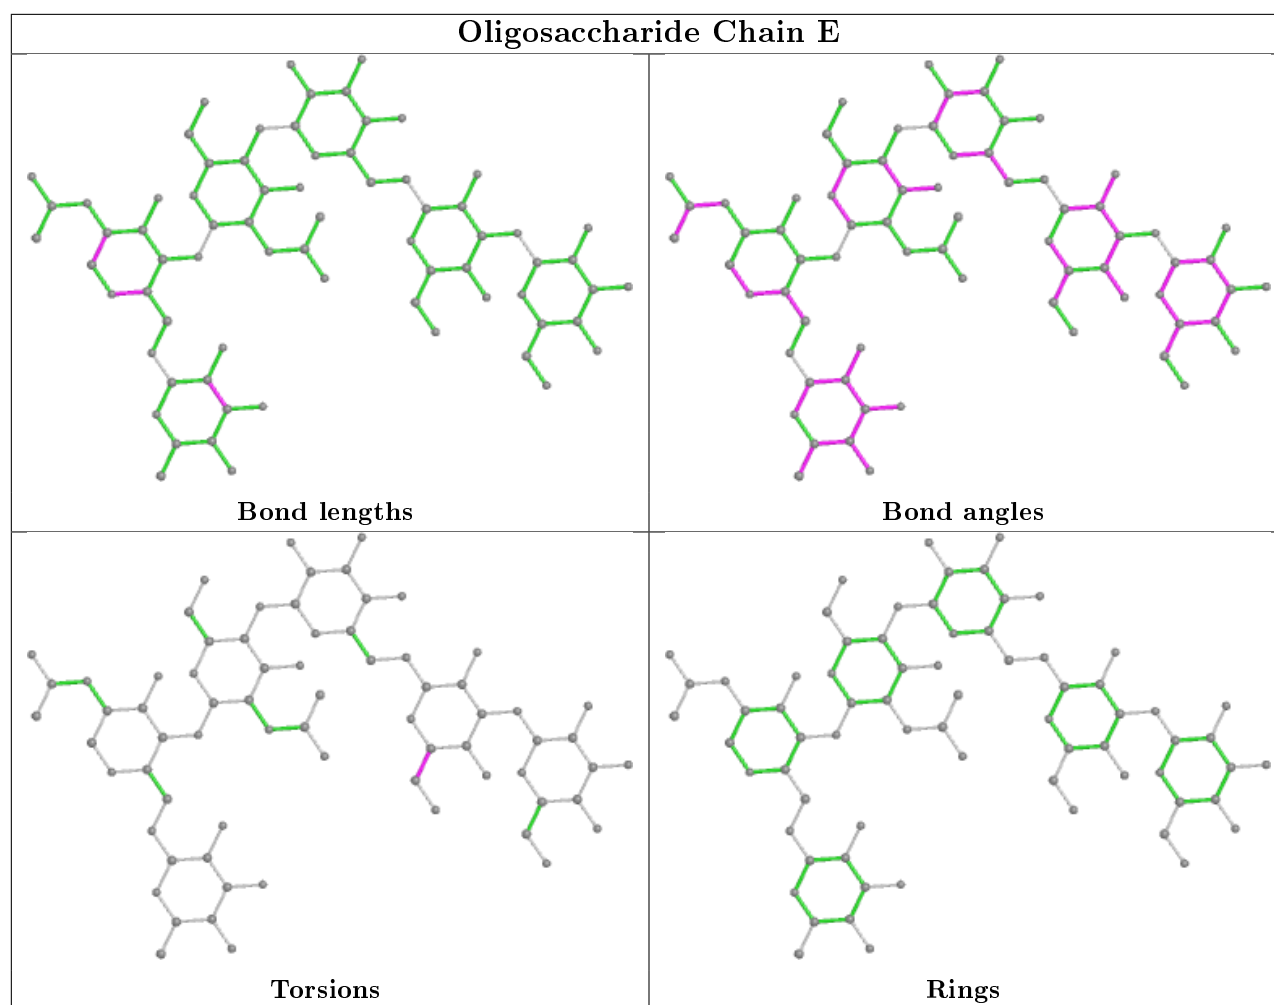 Oligosaccharide Chain E
Bond lengths
Bond angles
Torsions
Rings